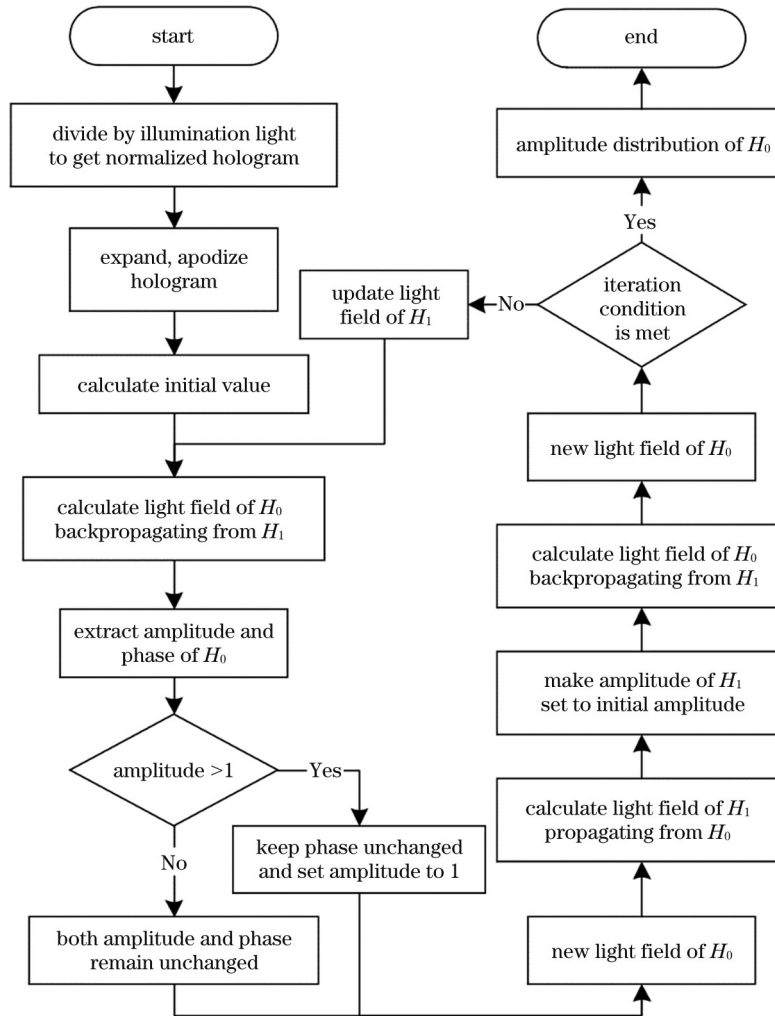 start
divide by illumination light
to get normalized hologram
expand, apodize
hologram
calculate initial value
calculate light field of H₀
backpropagating from H₁
extract amplitude and
phase of H₀
amplitude >1
Yes
No
keep phase unchanged
and set amplitude to 1
both amplitude and phase
remain unchanged
new light field of H₀
calculate light field of H₁
propagating from H₀
make amplitude of H₁
set to initial amplitude
calculate light field of H₀
backpropagating from H₁
new light field of H₀
iteration
condition
is met
No
update light
field of H₁
Yes
amplitude distribution of H₀
end